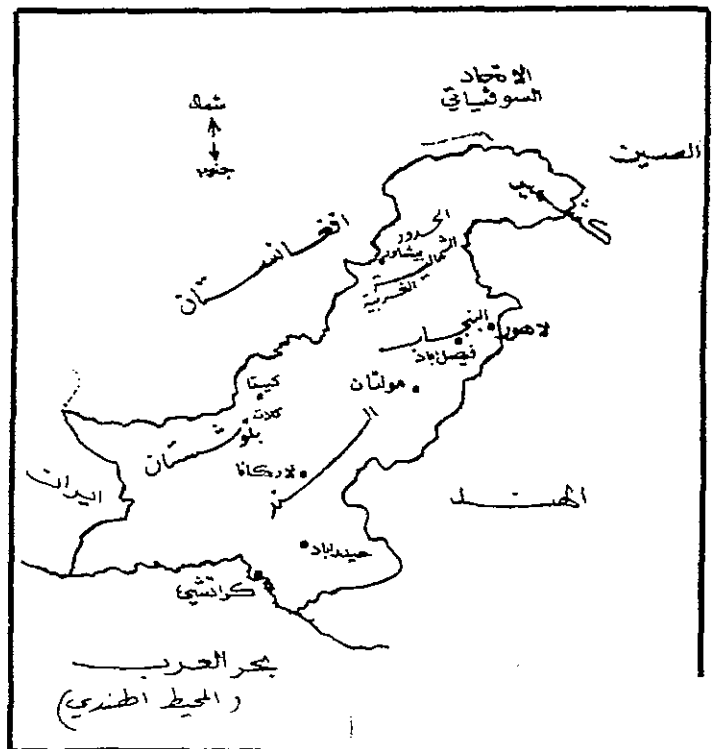 الاتحاد
السوفياتي
شمال
جنوب
الصين
كشمير
افغانستان
الحدود
الشمالية
بيشاور
الغربية
البنجاب
لاهور
فيصل اباد
مولتان
كيتا
كلات
بلوشستان
لاركانا
ايران
الهند
حيدراباد
كراتشي
بحر العرب
(المحيط الهندي)